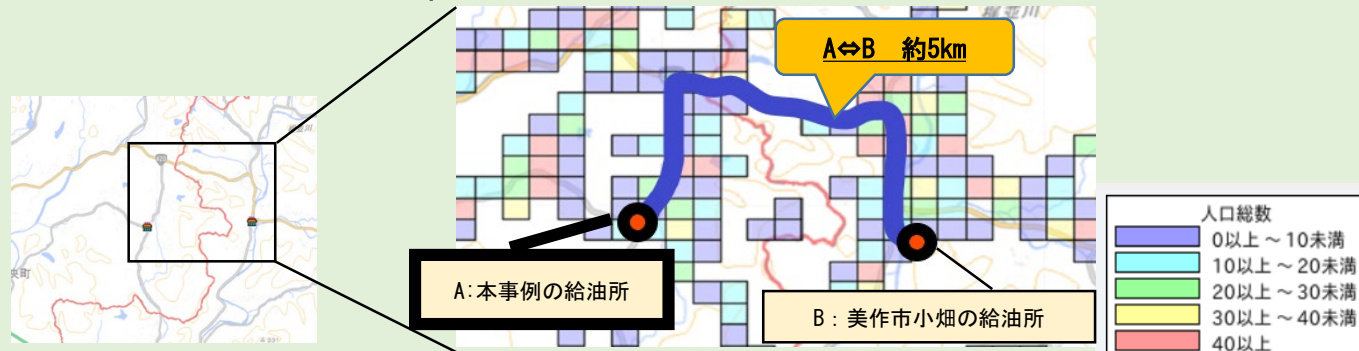 A⇔B　約5km
A:本事例の給油所
B：美作市小畑の給油所
央町
人口総数
0以上 ～ 10未満
10以上 ～ 20未満
20以上 ～ 30未満
30以上 ～ 40未満
40以上